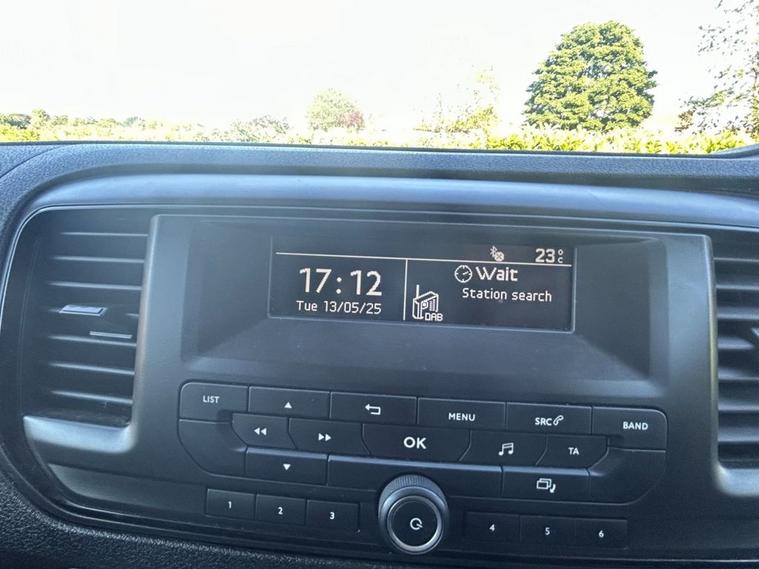 23°C
17:12
Wait
Tue 13/05/25
Station search
DAB
LIST
MENU
SRC
BAND
OK
TA
1 2 3
4 5 6